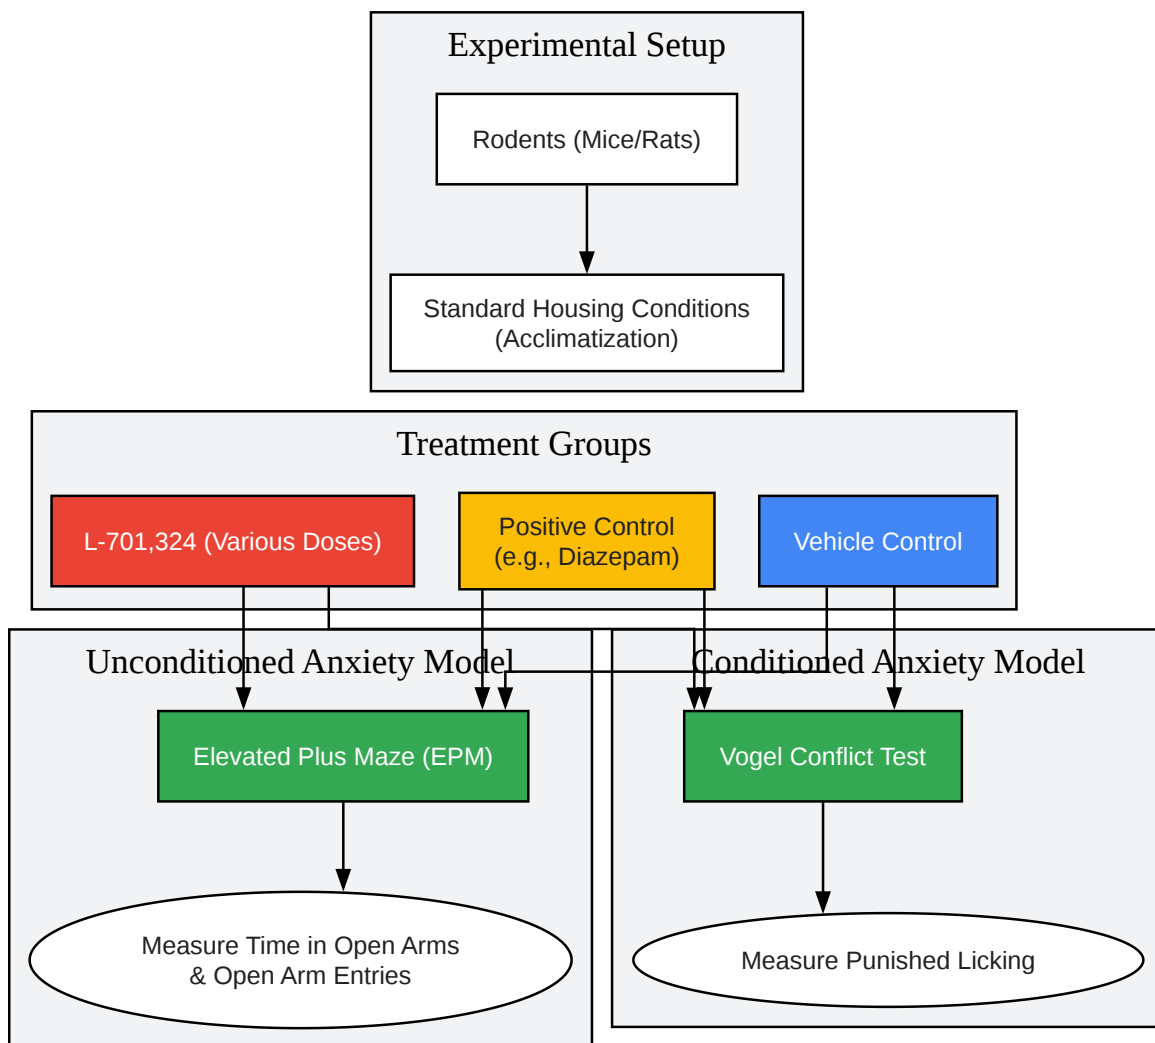 Experimental Setup
Rodents (Mice/Rats)
Standard Housing Conditions
(Acclimatization)
Treatment Groups
L-701,324 (Various Doses)
Positive Control
(e.g., Diazepam)
Vehicle Control
Unconditioned Anxiety Model
Conditioned Anxiety Model
Elevated Plus Maze (EPM)
Vogel Conflict Test
Measure Time in Open Arms
& Open Arm Entries
Measure Punished Licking